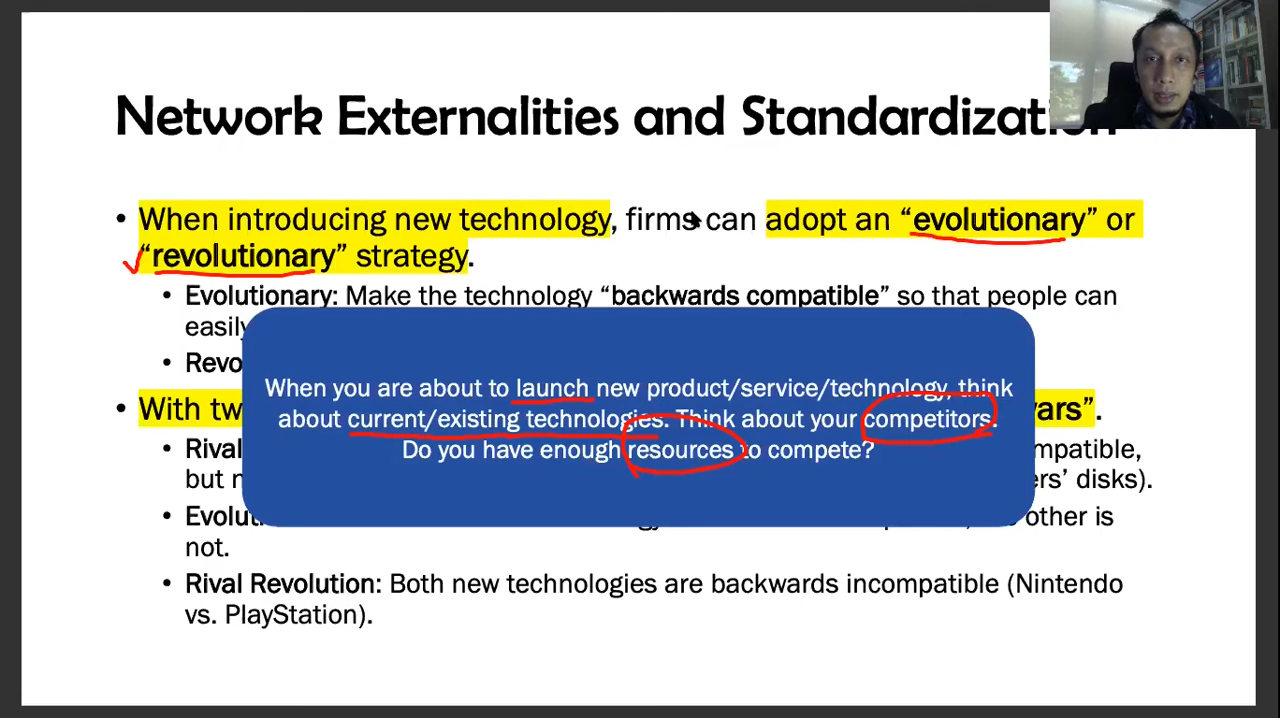 Network Externalities and Standardization
• When introducing new technology, firms can adopt an “evolutionary” or
“revolutionary” strategy.
• Evolutionary: Make the technology “backwards compatible” so that people can
easily
• Revo
When you are about to launch new product/service/technology, think
about current/existing technologies. Think about your competitors.
Do you have enough resources to compete?
• With tw wars”.
• Rival mpatible,
but n ers’ disks).
• Evolut other is
not.
• Rival Revolution: Both new technologies are backwards incompatible (Nintendo
vs. PlayStation).